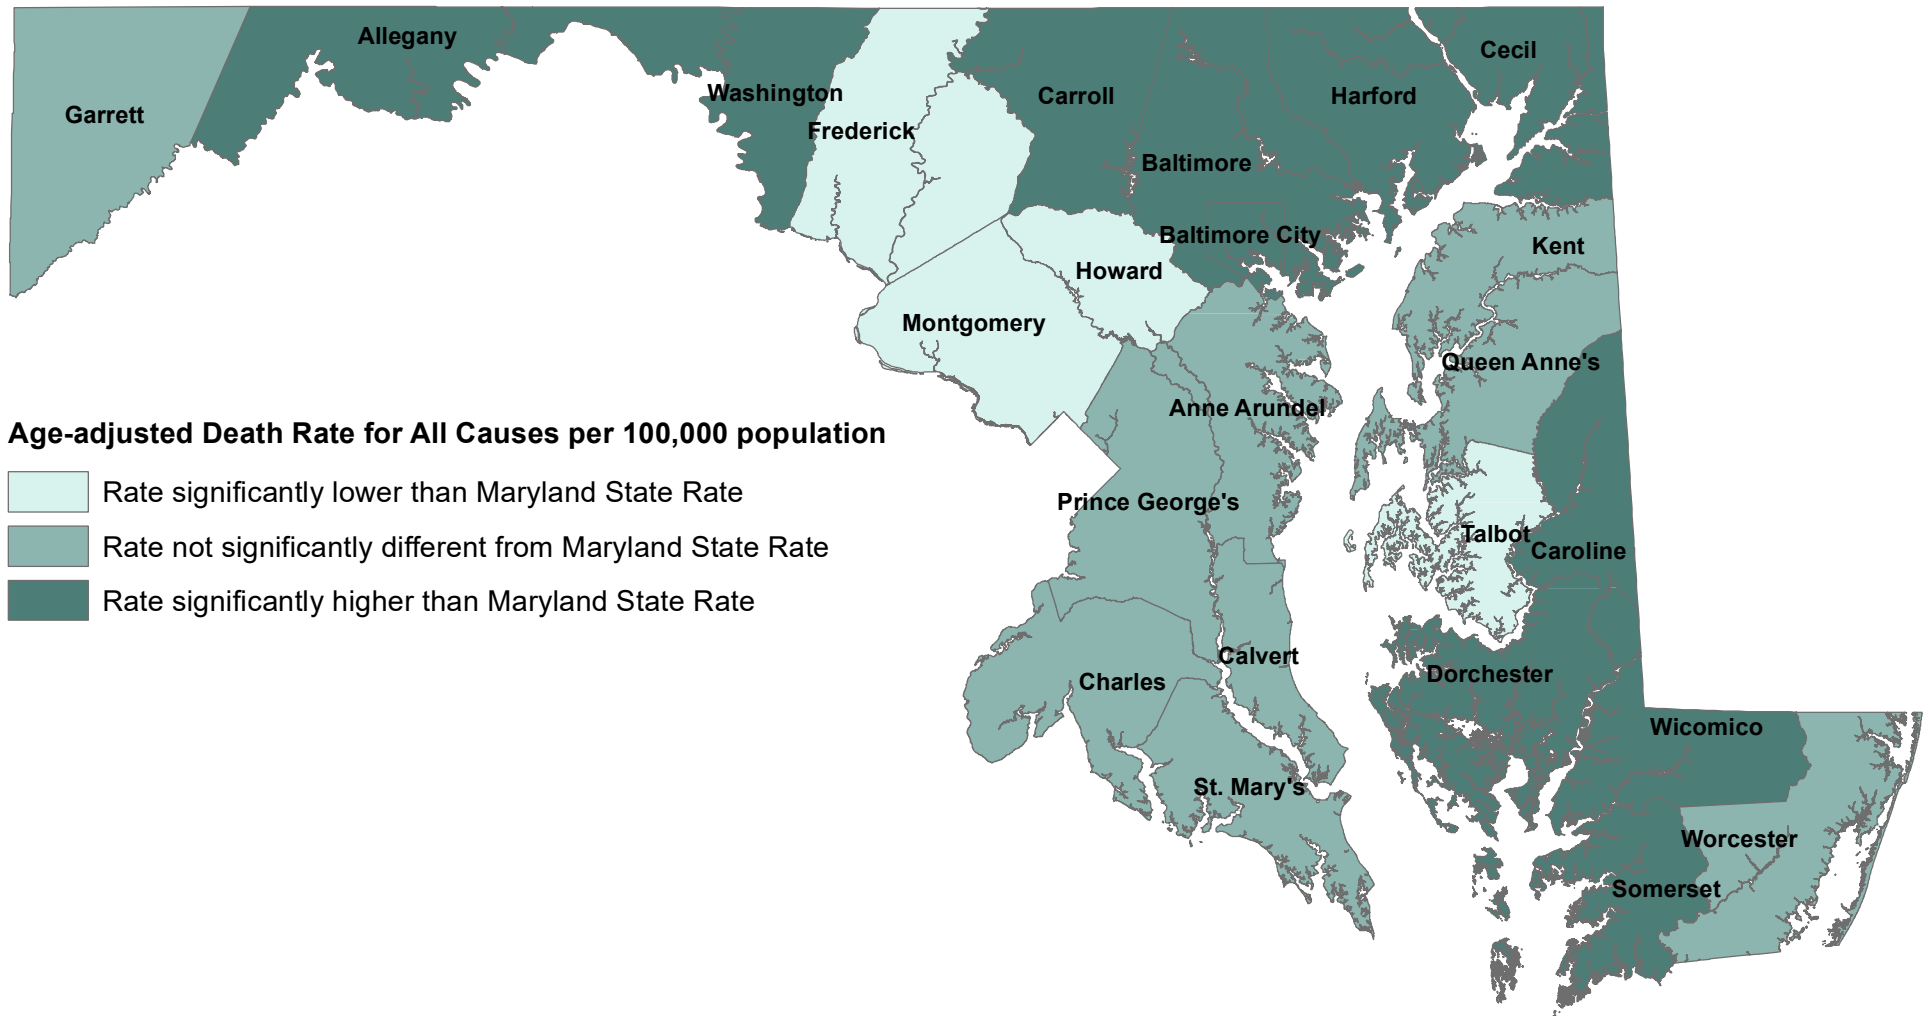 Allegany
Cecil
Washington
Carroll
Harford
Garrett
Frederick
Baltimore
Baltimore City
Kent
Howard
Montgomery
Queen Anne's
Anne Arundel
Age-adjusted Death Rate for All Causes per 100,000 population
Rate significantly lower than Maryland State Rate
Rate not significantly different from Maryland State Rate
Rate significantly higher than Maryland State Rate
Prince George's
Talbot
Caroline
Calvert
Charles
Dorchester
Wicomico
St. Mary's
Worcester
Somerset